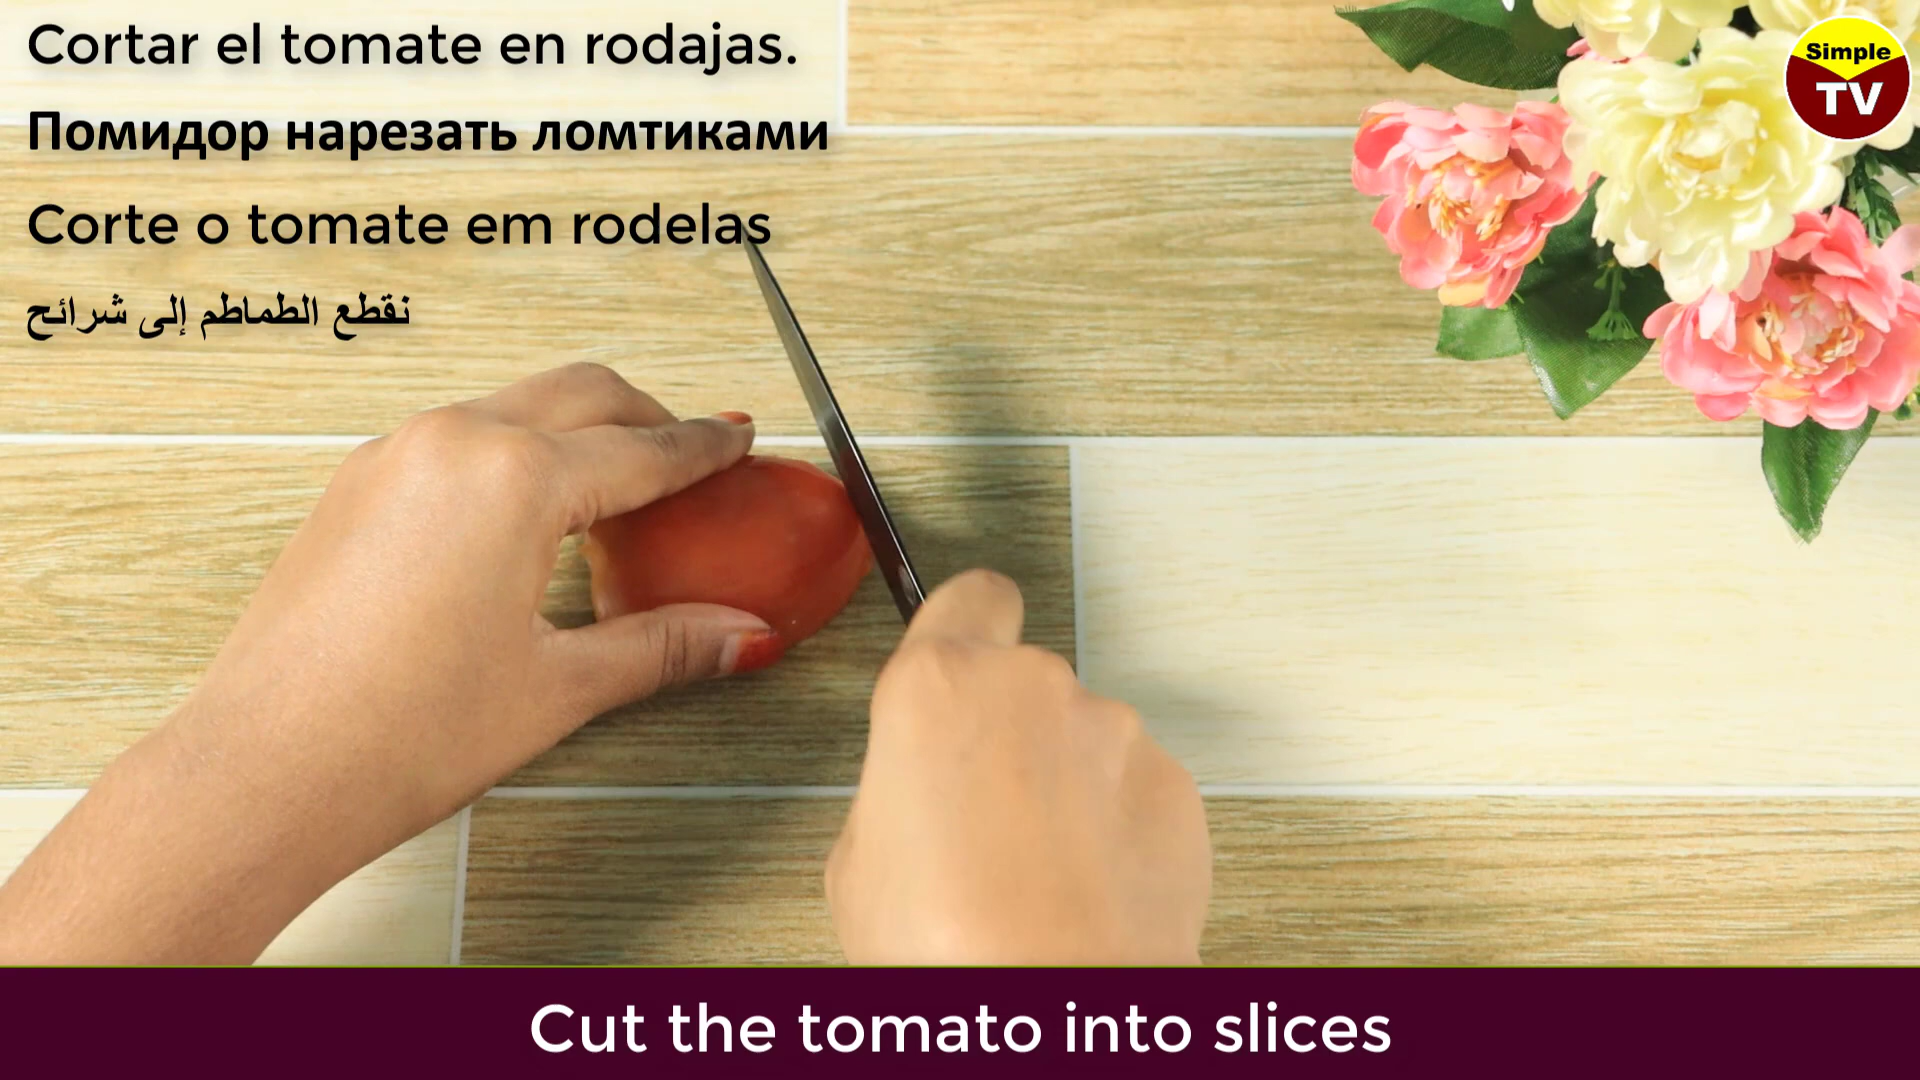 Cortar el tomate en rodajas.
Помидор нарезать ломтиками
Corte o tomate em rodelas
نقطع الطماطم إلى شرائح
Simple
TV
Cut the tomato into slices